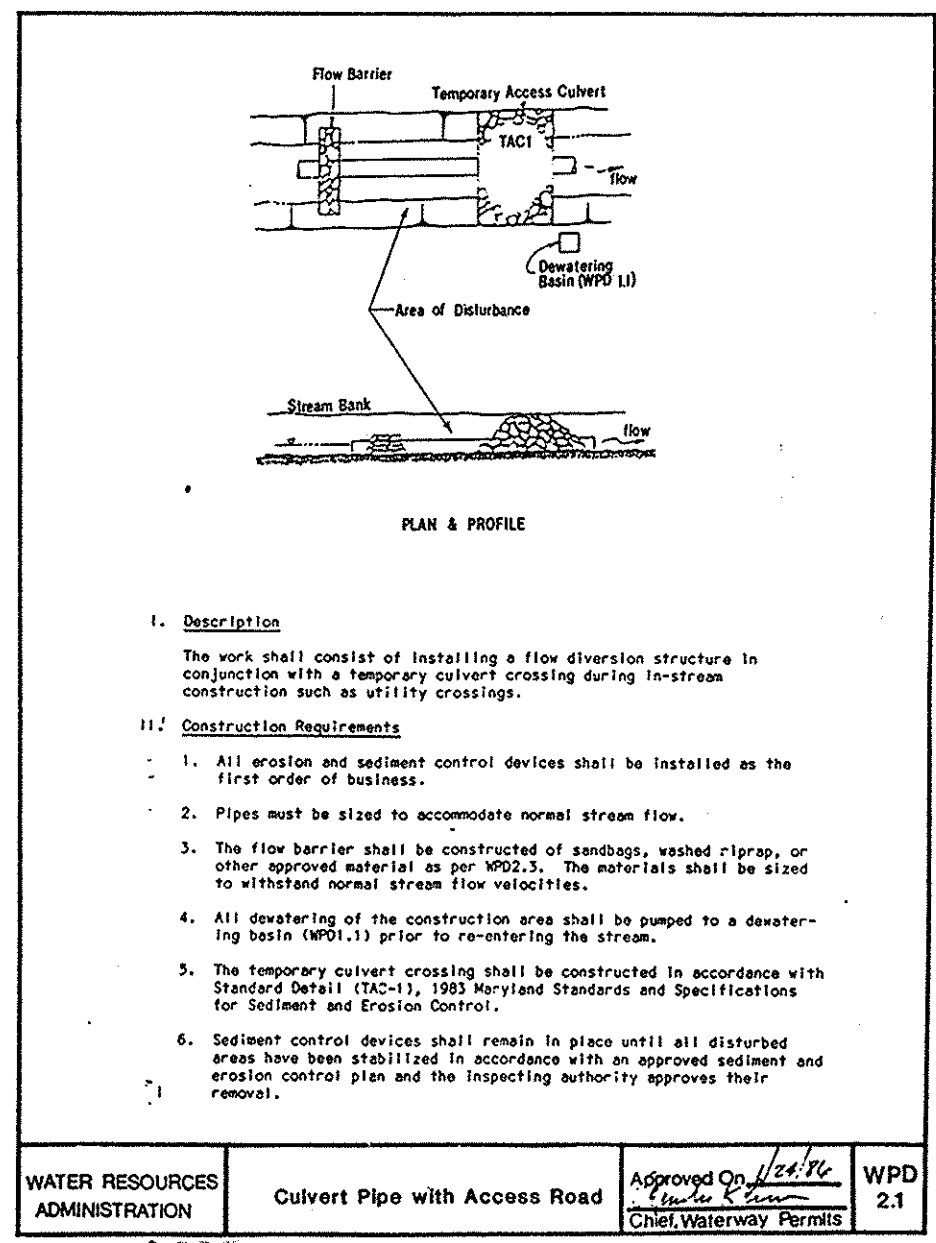 Flow Barrier
Temporary Access Culvert
TAC1
flow
Dewatering
Basin (WPD 1.1)
Area of Disturbance
Stream Bank
flow
PLAN & PROFILE
I. Description
The work shall consist of installing a flow diversion structure in
conjunction with a temporary culvert crossing during in-stream
construction such as utility crossings.
II. Construction Requirements
1. All erosion and sediment control devices shall be installed as the
first order of business.
2. Pipes must be sized to accommodate normal stream flow.
3. The flow barrier shall be constructed of sandbags, washed riprap, or
other approved material as per WPD2.3. The materials shall be sized
to withstand normal stream flow velocities.
4. All dewatering of the construction area shall be pumped to a dewater-
ing basin (WPD1.1) prior to re-entering the stream.
5. The temporary culvert crossing shall be constructed in accordance with
Standard Detail (TAC-1), 1983 Maryland Standards and Specifications
for Sediment and Erosion Control.
6. Sediment control devices shall remain in place until all disturbed
areas have been stabilized in accordance with an approved sediment and
erosion control plan and the inspecting authority approves their
removal.
WATER RESOURCES
ADMINISTRATION
Culvert Pipe with Access Road
Approved On 1/24/86
Chief, Waterway Permits
WPD
2.1